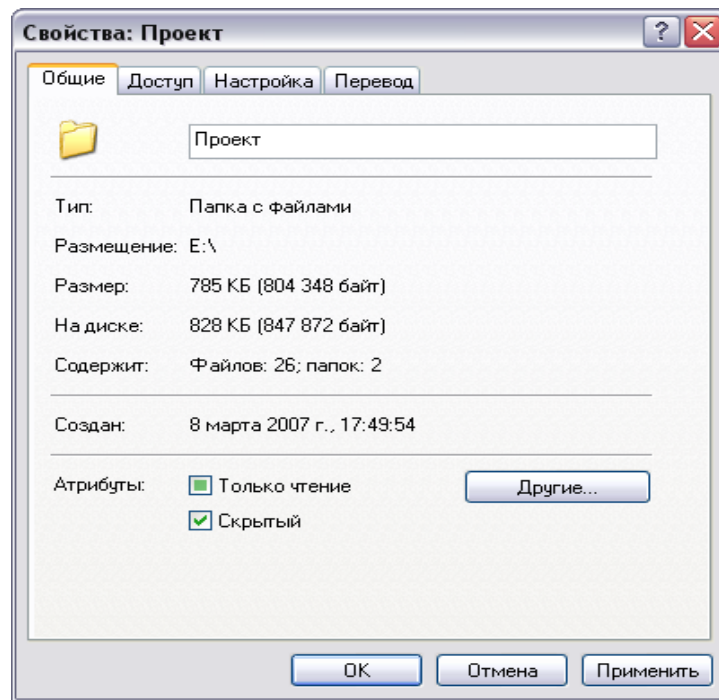 Свойства: Проект
Общие Доступ Настройка Перевод
Проект
Тип: Папка с файлами
Размещение: E:\
Размер: 785 КБ (804 348 байт)
На диске: 828 КБ (847 872 байт)
Содержит: Файлов: 26; папок: 2
Создан: 8 марта 2007 г., 17:49:54
Атрибуты: Только чтение Другие...
Скрытый
OK Отмена Применить